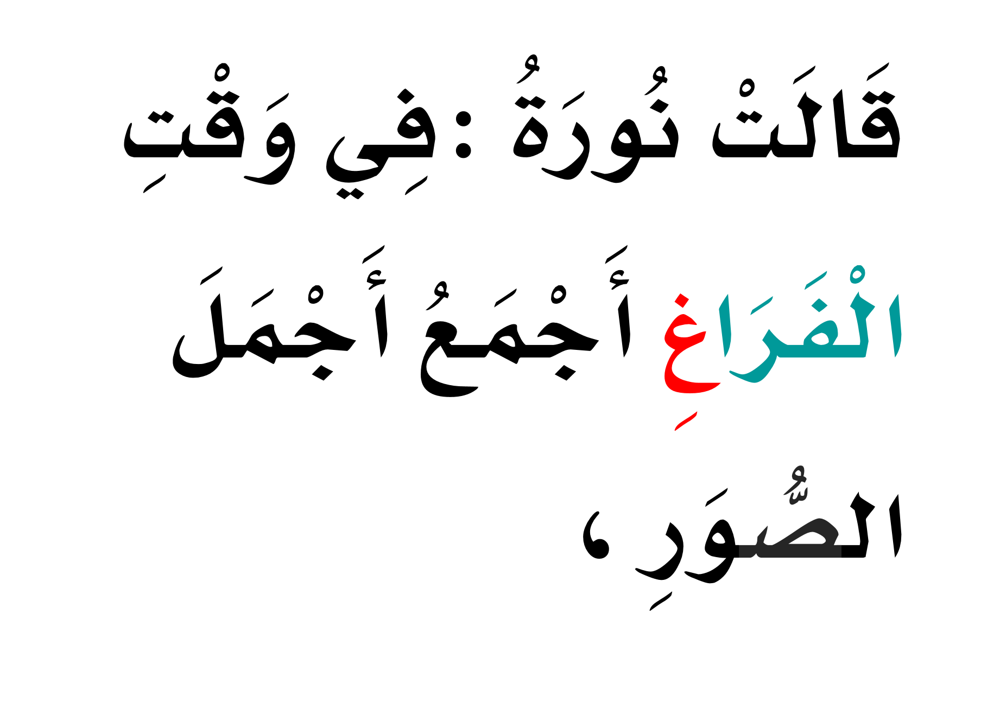 قَالَتْ نُورَةُ :فِي وَقْتِ
الْفَرَاغِ أَجْمَعُ أَجْمَلَ
الصُّوَرِ ،